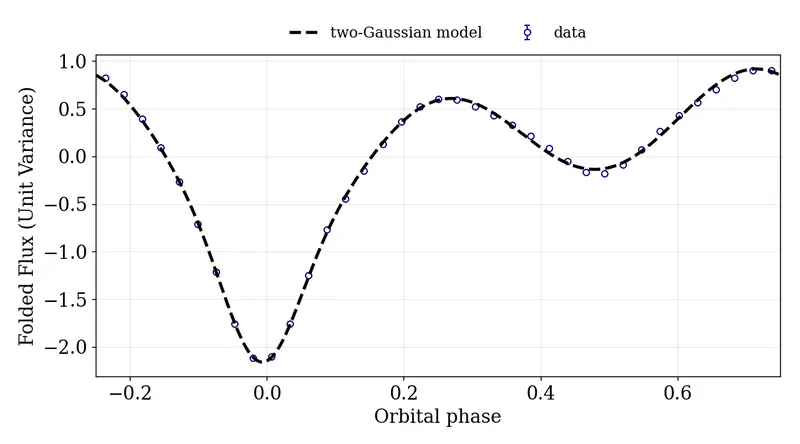 two-Gaussian model
data
Folded Flux (Unit Variance)
1.0
0.5
0.0
−0.5
−1.0
−1.5
−2.0
−0.2 0.0 0.2 0.4 0.6
Orbital phase